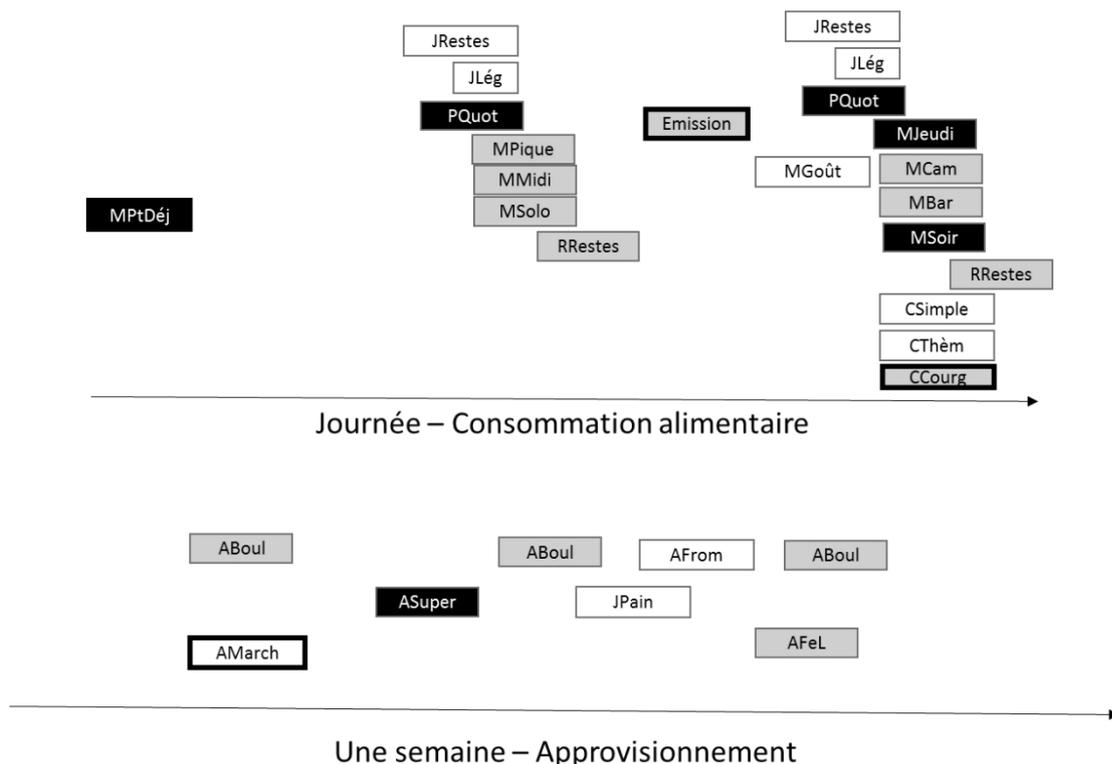 JRestes
JRestes
JLég
JLég
PQuot
PQuot
Emission
MJeudi
MPique
MGoût
MCam
MMidi
MBar
MPtDéj
MSolo
MSoir
RRestes
RRestes
CSimple
CThèm
CCourg
Journée – Consommation alimentaire
ABoul
ABoul
AFrom
ABoul
ASuper
JPain
AMarch
AFeL
Une semaine – Approvisionnement